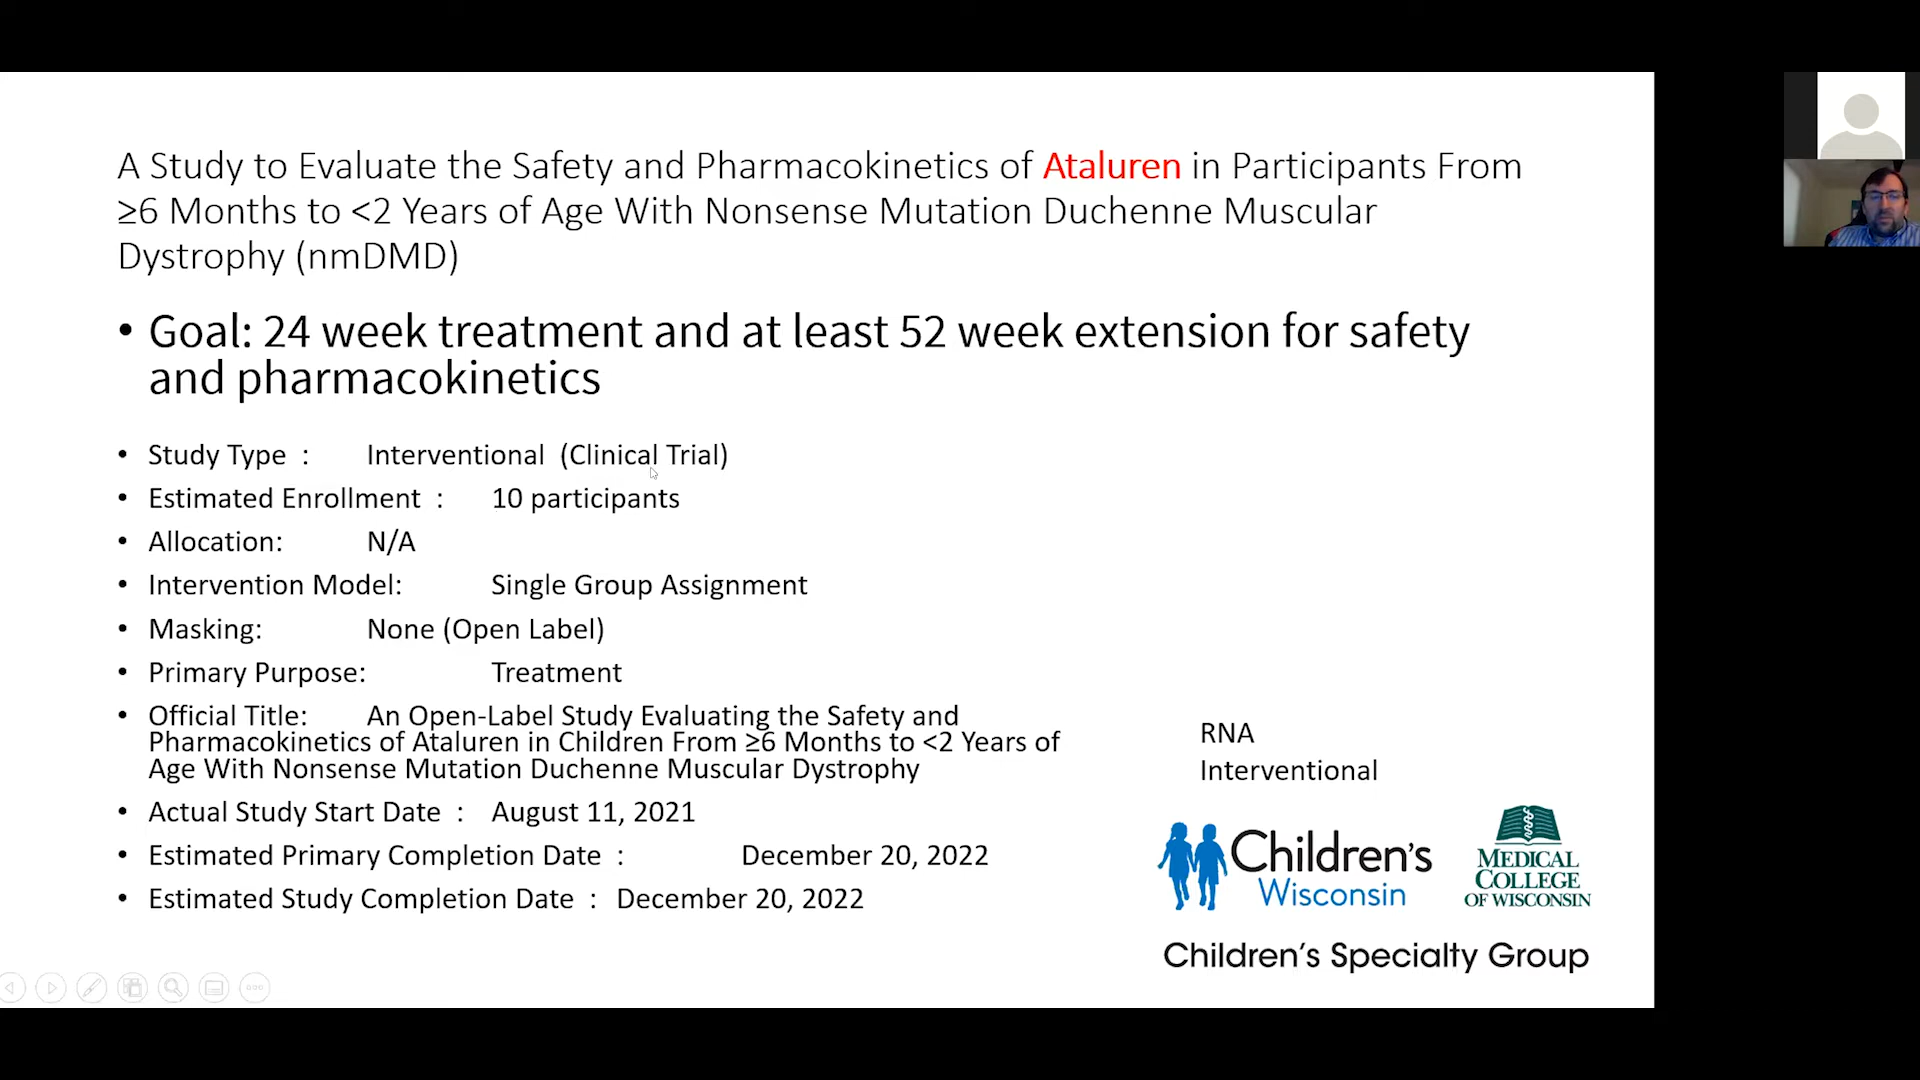 A Study to Evaluate the Safety and Pharmacokinetics of Ataluren in Participants From
≥6 Months to <2 Years of Age With Nonsense Mutation Duchenne Muscular
Dystrophy (nmDMD)
• Goal: 24 week treatment and at least 52 week extension for safety
and pharmacokinetics
• Study Type : Interventional (Clinical Trial)
• Estimated Enrollment : 10 participants
• Allocation: N/A
• Intervention Model: Single Group Assignment
• Masking: None (Open Label)
• Primary Purpose: Treatment
• Official Title: An Open-Label Study Evaluating the Safety and
Pharmacokinetics of Ataluren in Children From ≥6 Months to <2 Years of
Age With Nonsense Mutation Duchenne Muscular Dystrophy
• Actual Study Start Date : August 11, 2021
• Estimated Primary Completion Date : December 20, 2022
• Estimated Study Completion Date : December 20, 2022
RNA
Interventional
Children's
Wisconsin
MEDICAL
COLLEGE
OF WISCONSIN
Children's Specialty Group